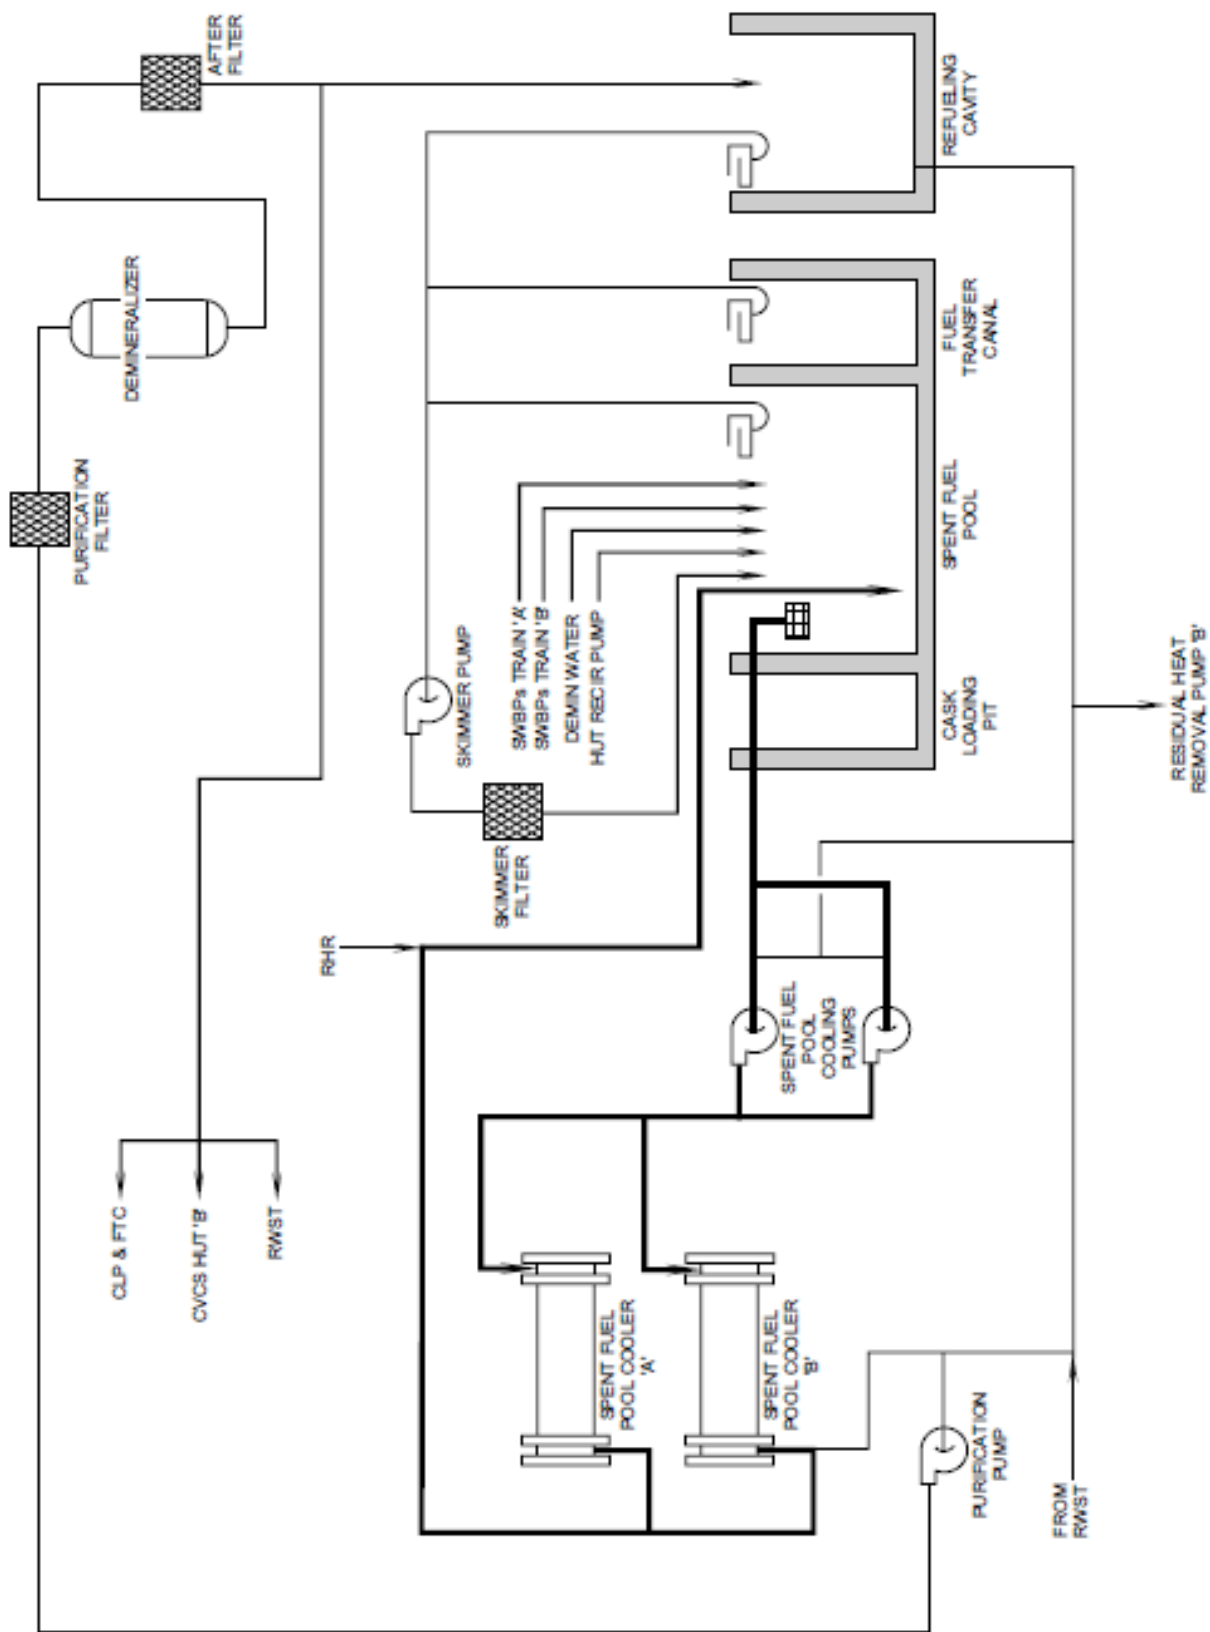 PURIFICATION
FILTER
DEMINERALIZER
AFTER
FILTER
CLP & FTC
CVCS HUT 'B'
RWST
RHR
SKIMMER
FILTER
SKIMMER PUMP
SWBPs TRAIN 'A'
SWBPs TRAIN 'B'
DEMIN WATER
HUT RECIR PUMP
SPENT FUEL
POOL COOLER
'A'
SPENT FUEL
POOL COOLER
'B'
SPENT FUEL
POOL
COOLING
PUMPS
CASK
LOADING
PIT
SPENT FUEL
POOL
FUEL
TRANSFER
CANAL
REFUELING
CAVITY
PURIFICATION
PUMP
FROM
RWST
RESIDUAL HEAT
REMOVAL PUMP 'B'